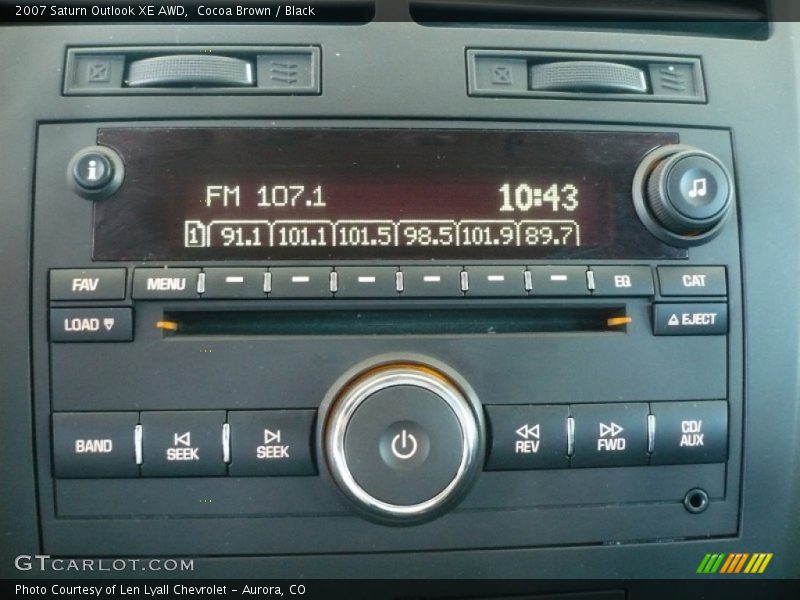 2007 Saturn Outlook XE AWD,  Cocoa Brown / Black
i
FM 107.1 10:43
1 91.1 101.1 101.5 98.5 101.9 89.7
FAV MENU EQ CAT
LOAD EJECT
BAND SEEK SEEK REV FWD CD/
AUX
GTCARLOT.COM
Photo Courtesy of Len Lyall Chevrolet - Aurora, CO